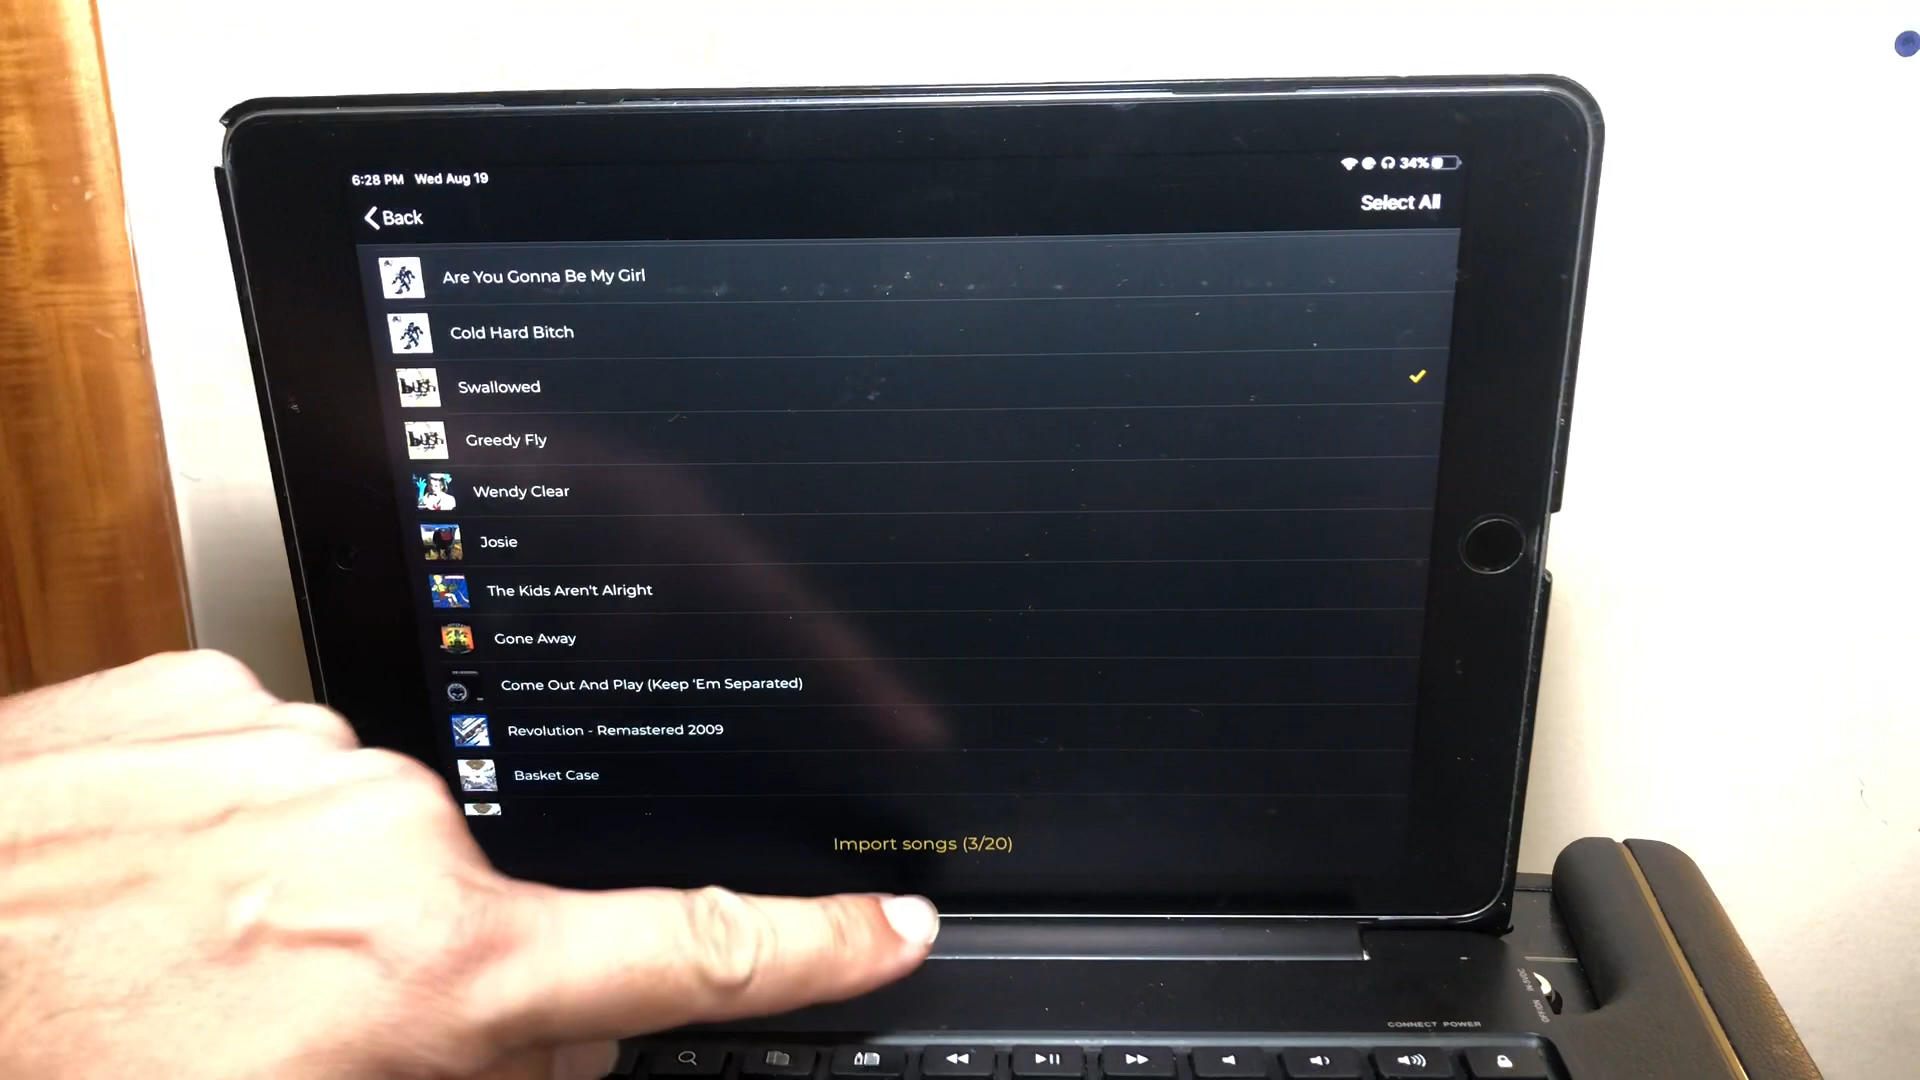 6:28 PM Wed Aug 19
34%
Back
Select All
Are You Gonna Be My Girl
Cold Hard Bitch
Swallowed
Greedy Fly
Wendy Clear
Josie
The Kids Aren't Alright
Gone Away
Come Out And Play (Keep 'Em Separated)
Revolution - Remastered 2009
Basket Case
Import songs (3/20)
CONNECT POWER
OFF/ON